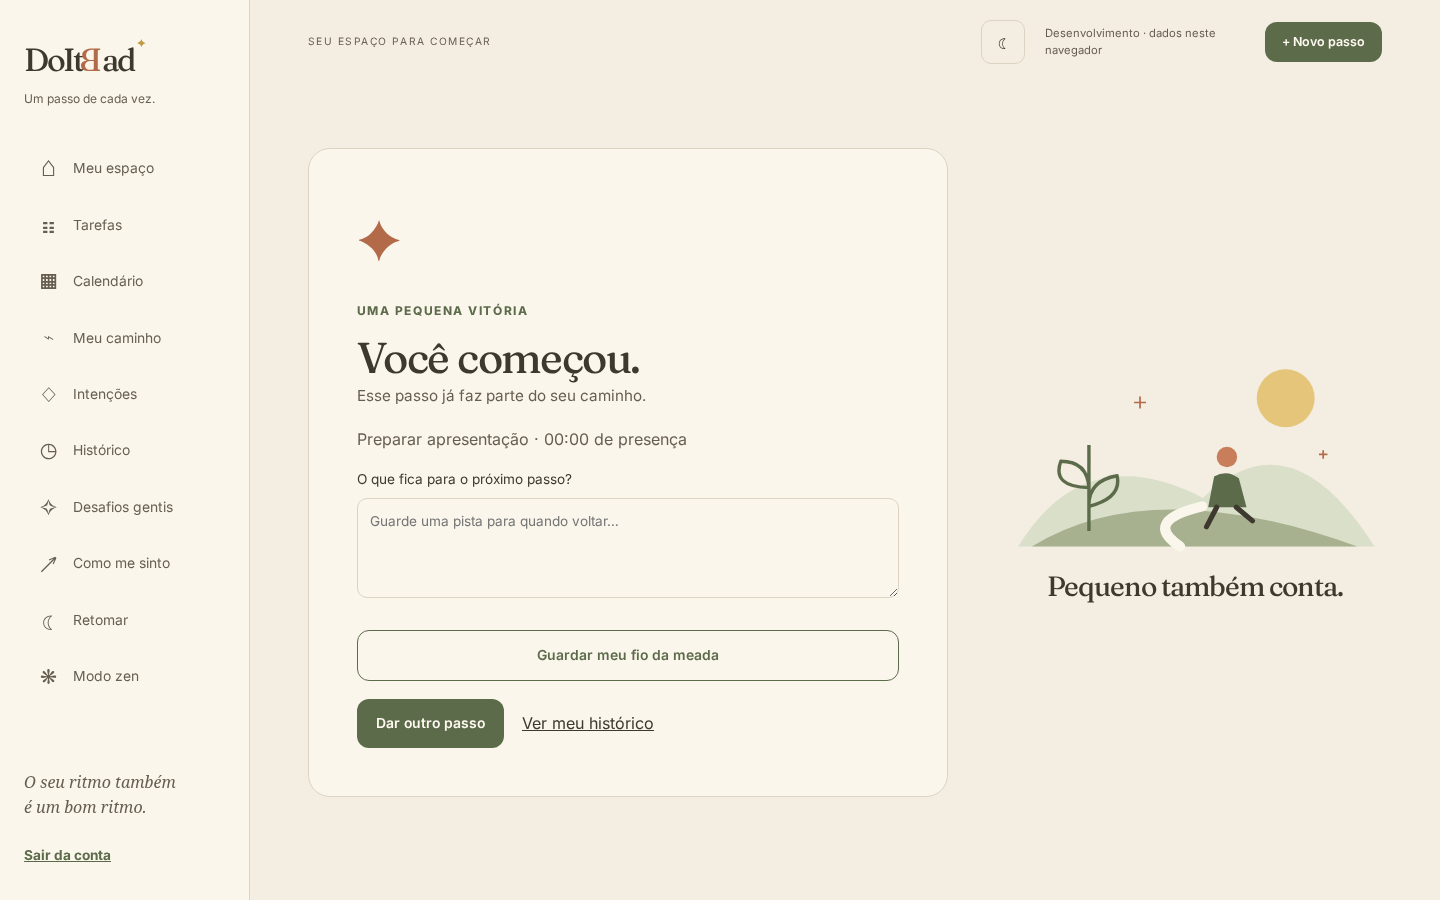 DoItBad
Um passo de cada vez.
Meu espaço
Tarefas
Calendário
Meu caminho
Intenções
Histórico
Desafios gentis
Como me sinto
Retomar
Modo zen
O seu ritmo também
é um bom ritmo.
Sair da conta
SEU ESPAÇO PARA COMEÇAR
Desenvolvimento · dados neste
navegador
+ Novo passo
UMA PEQUENA VITÓRIA
Você começou.
Esse passo já faz parte do seu caminho.
Preparar apresentação · 00:00 de presença
O que fica para o próximo passo?
Guarde uma pista para quando voltar...
Guardar meu fio da meada
Dar outro passo
Ver meu histórico
Pequeno também conta.